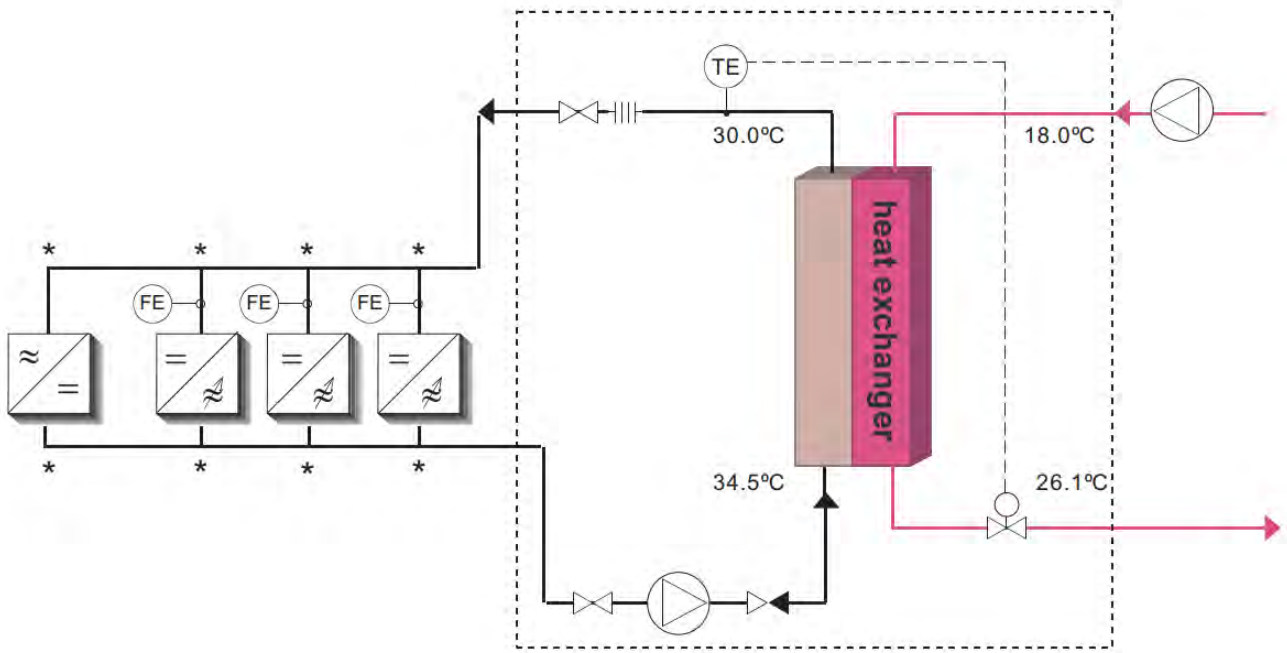 TE
30.0ºC
18.0ºC
heat exchanger
* * * *
FE
FE
FE
≈
=
=
≈
=
≈
=
≈
* * * *
34.5ºC
26.1ºC